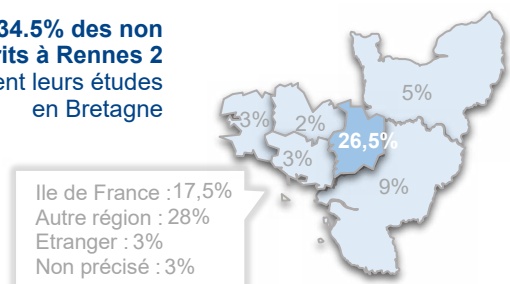 34.5% des non
rits à Rennes 2
ent leurs études
en Bretagne
5%
3%
2%
26,5%
3%
9%
Ile de France : 17,5%
Autre région : 28%
Etranger : 3%
Non précisé : 3%